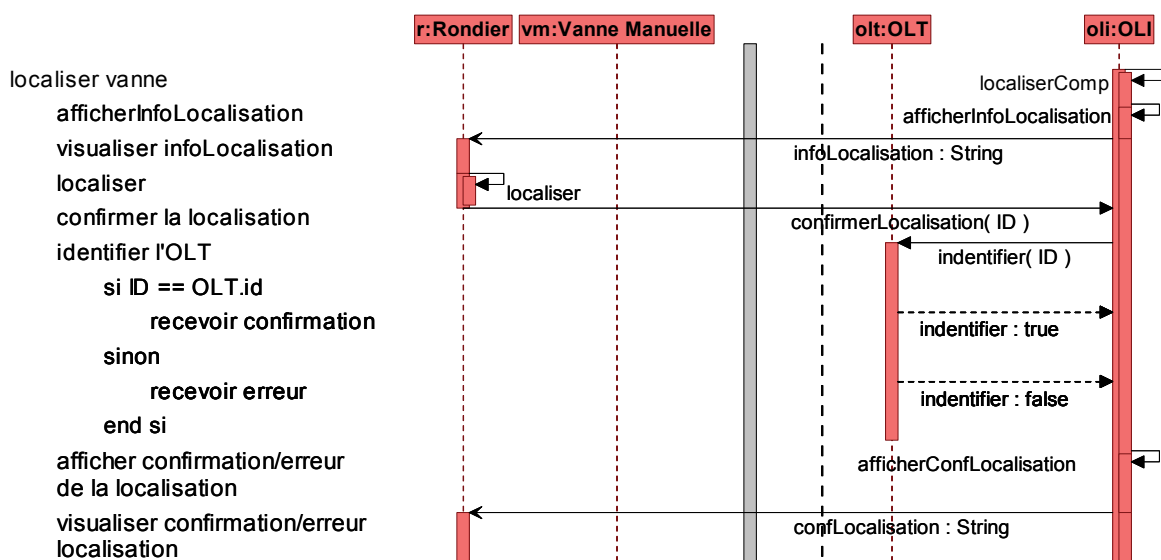 r:Rondier vm:Vanne Manuelle olt:OLT oli:OLI
localiser vanne
localiserComp
afficherInfoLocalisation
afficherInfoLocalisation
visualiser infoLocalisation
infoLocalisation : String
localiser
localiser
confirmer la localisation
confirmerLocalisation( ID )
identifier l'OLT
indentifier( ID )
si ID == OLT.id
recevoir confirmation
indentifier : true
sinon
recevoir erreur
indentifier : false
end si
afficher confirmation/erreur
de la localisation
afficherConfLocalisation
visualiser confirmation/erreur
localisation
confLocalisation : String